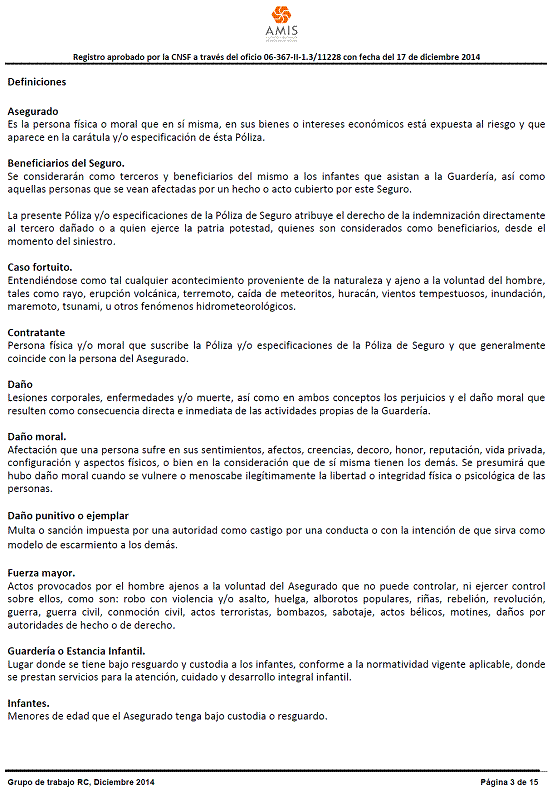 AMIS
Registro aprobado por la CNSF a través del oficio 06-367-II-1.3/11228 con fecha del 17 de diciembre 2014
Definiciones
Asegurado
Es la persona física o moral que en sí misma, en sus bienes o intereses económicos está expuesta al riesgo y que
aparece en la carátula y/o especificación de ésta Póliza.
Beneficiarios del Seguro.
Se considerarán como terceros y beneficiarios del mismo a los infantes que asistan a la Guardería, así como
aquellas personas que se vean afectadas por un hecho o acto cubierto por este Seguro.
La presente Póliza y/o especificaciones de la Póliza de Seguro atribuye el derecho de la indemnización directamente
al tercero dañado o a quien ejerce la patria potestad, quienes son considerados como beneficiarios, desde el
momento del siniestro.
Caso fortuito.
Entendiéndose como tal cualquier acontecimiento proveniente de la naturaleza y ajeno a la voluntad del hombre,
tales como rayo, erupción volcánica, terremoto, caída de meteoritos, huracán, vientos tempestuosos, inundación,
maremoto, tsunami, u otros fenómenos hidrometeorológicos.
Contratante
Persona física y/o moral que suscribe la Póliza y/o especificaciones de la Póliza de Seguro y que generalmente
coincide con la persona del Asegurado.
Daño
Lesiones corporales, enfermedades y/o muerte, así como en ambos conceptos los perjuicios y el daño moral que
resulten como consecuencia directa e inmediata de las actividades propias de la Guardería.
Daño moral.
Afectación que una persona sufre en sus sentimientos, afectos, creencias, decoro, honor, reputación, vida privada,
configuración y aspectos físicos, o bien en la consideración que de sí misma tienen los demás. Se presumirá que
hubo daño moral cuando se vulnere o menoscabe ilegítimamente la libertad o integridad física o psicológica de las
personas.
Daño punitivo o ejemplar
Multa o sanción impuesta por una autoridad como castigo por una conducta o con la intención de que sirva como
modelo de escarmiento a los demás.
Fuerza mayor.
Actos provocados por el hombre ajenos a la voluntad del Asegurado que no puede controlar, ni ejercer control
sobre ellos, como son: robo con violencia y/o asalto, huelga, alborotos populares, riñas, rebelión, revolución,
guerra, guerra civil, conmoción civil, actos terroristas, bombazos, sabotaje, actos bélicos, motines, daños por
autoridades de hecho o de derecho.
Guardería o Estancia Infantil.
Lugar donde se tiene bajo resguardo y custodia a los infantes, conforme a la normatividad vigente aplicable, donde
se prestan servicios para la atención, cuidado y desarrollo integral infantil.
Infantes.
Menores de edad que el Asegurado tenga bajo custodia o resguardo.
Grupo de trabajo RC, Diciembre 2014 Página 3 de 15